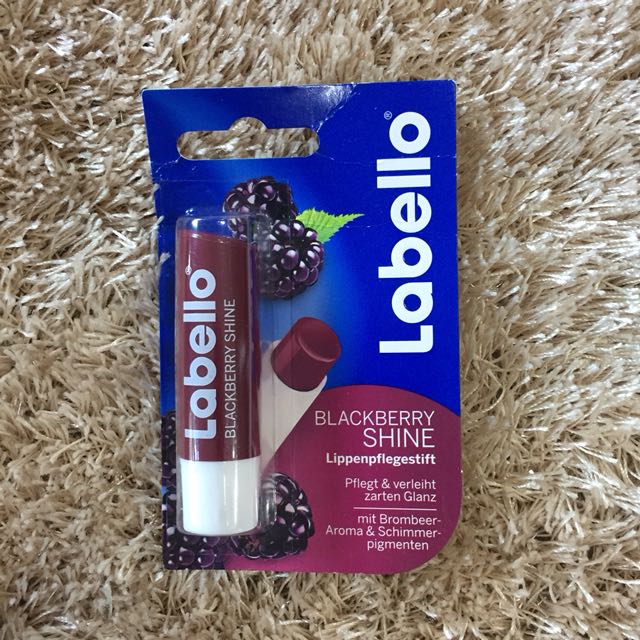 Labello®
Labello®
BLACKBERRY SHINE
BLACKBERRY
SHINE
Lippenpflegestift
Pflegt & verleiht
zarten Glanz
mit Brombeer-
Aroma & Schimmer-
pigmenten